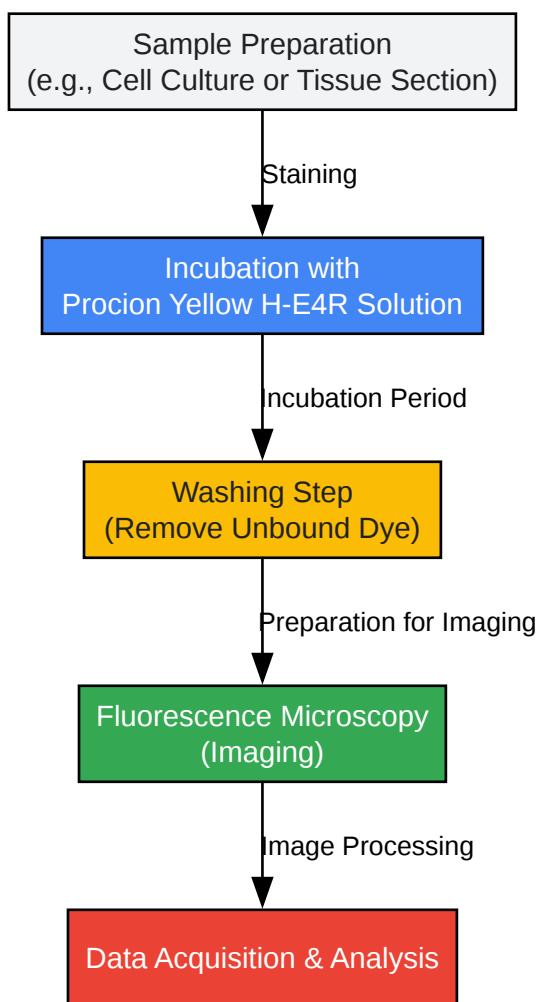 Sample Preparation
(e.g., Cell Culture or Tissue Section)
Staining
Incubation with
Procion Yellow H-E4R Solution
Incubation Period
Washing Step
(Remove Unbound Dye)
Preparation for Imaging
Fluorescence Microscopy
(Imaging)
Image Processing
Data Acquisition & Analysis